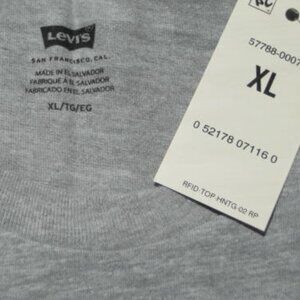 Levi's
SAN FRANCISCO, CAL.
MADE IN EL SALVADOR
FABRIQUÉ À EL SALVADOR
FABRICADO EN EL SALVADOR
XL/TG/EG
57788-0007
XL
0 52178 07116 0
RFID-TOP-HNTG-02 RP